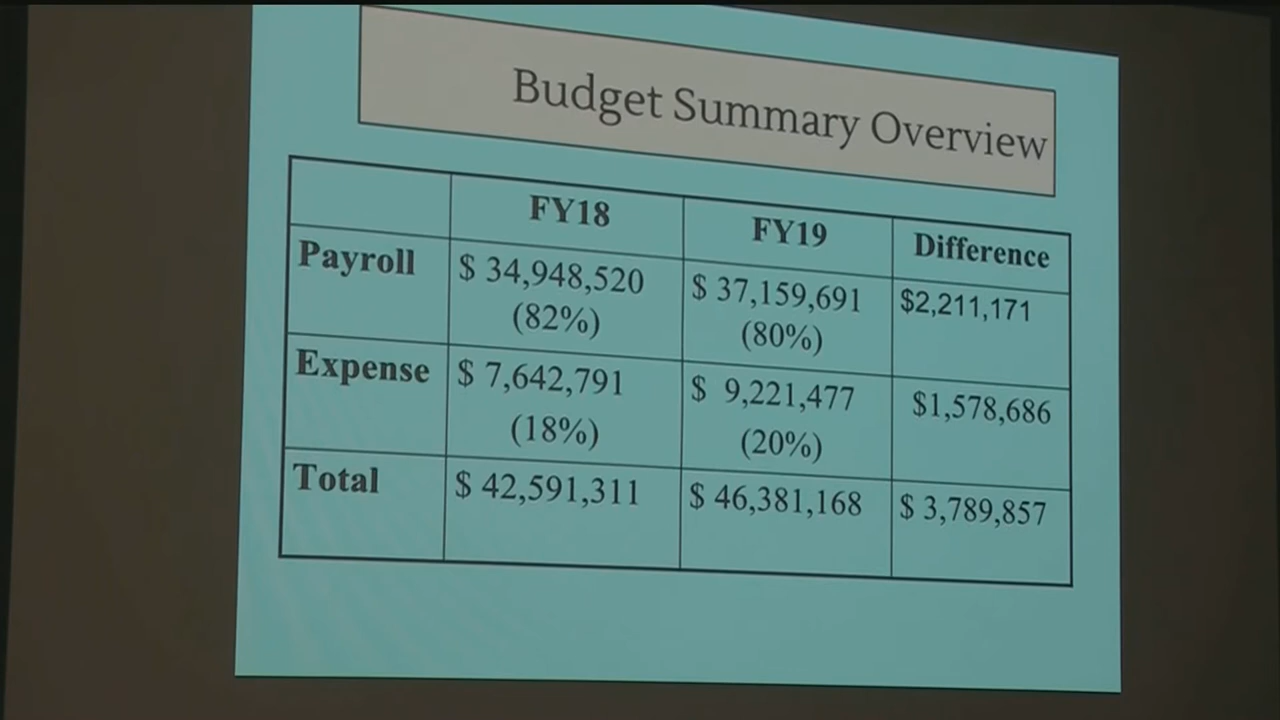 Budget Summary Overview
FY18 FY19 Difference
Payroll $ 34,948,520 $ 37,159,691 $2,211,171
(82%) (80%)
Expense $ 7,642,791 $ 9,221,477 $1,578,686
(18%) (20%)
Total $ 42,591,311 $ 46,381,168 $ 3,789,857